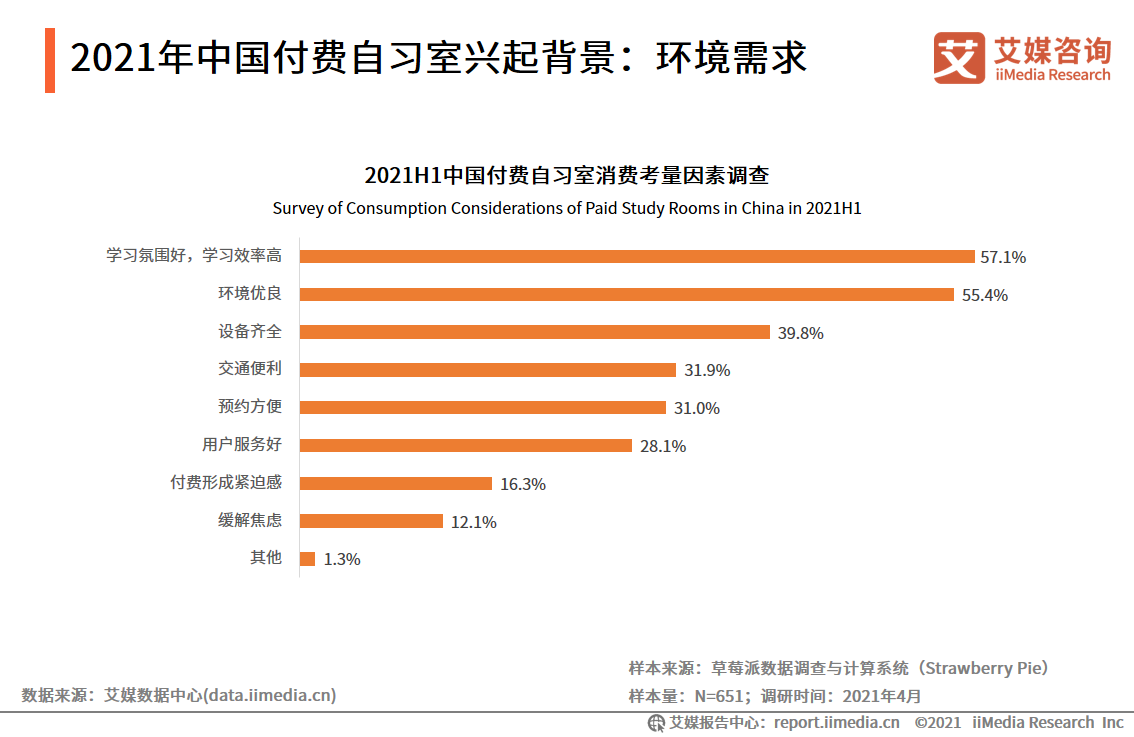 2021年中国付费自习室兴起背景：环境需求
艾 艾媒咨询
iiMedia Research
2021H1中国付费自习室消费考量因素调查
Survey of Consumption Considerations of Paid Study Rooms in China in 2021H1
学习氛围好，学习效率高 57.1%
环境优良 55.4%
设备齐全 39.8%
交通便利 31.9%
预约方便 31.0%
用户服务好 28.1%
付费形成紧迫感 16.3%
缓解焦虑 12.1%
其他 1.3%
样本来源：草莓派数据调查与计算系统（Strawberry Pie）
数据来源：艾媒数据中心(data.iimedia.cn)
样本量：N=651；调研时间：2021年4月
艾媒报告中心：report.iimedia.cn ©2021 iiMedia Research Inc